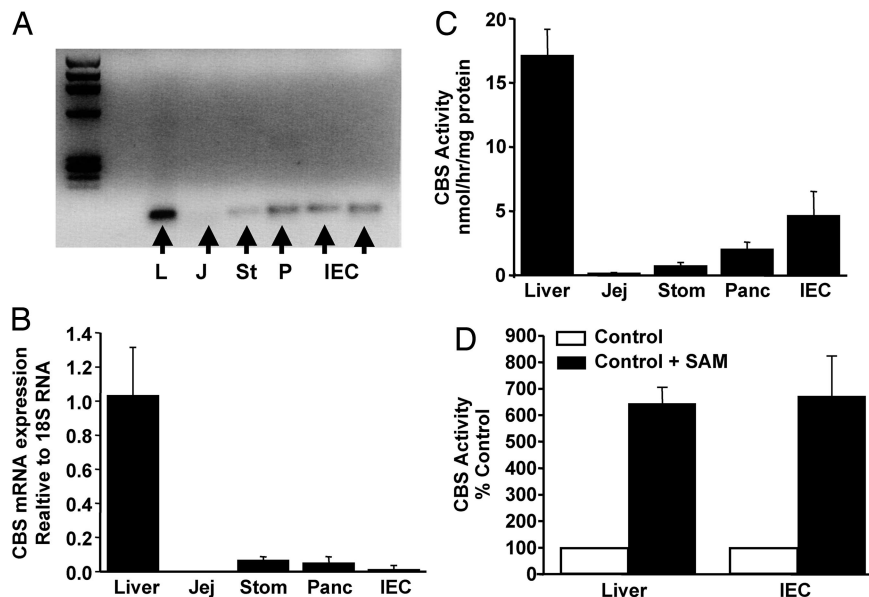 A
L J St P IEC
B
CBS mRNA expression
Realtive to 18S RNA
1.4
1.2
1.0
0.8
0.6
0.4
0.2
0.0
Liver Jej Stom Panc IEC
C
CBS Activity
nmol/hr/mg protein
20
15
10
5
0
Liver Jej Stom Panc IEC
D
CBS Activity
% Control
900
800
700
600
500
400
300
200
100
0
Control
Control + SAM
Liver IEC